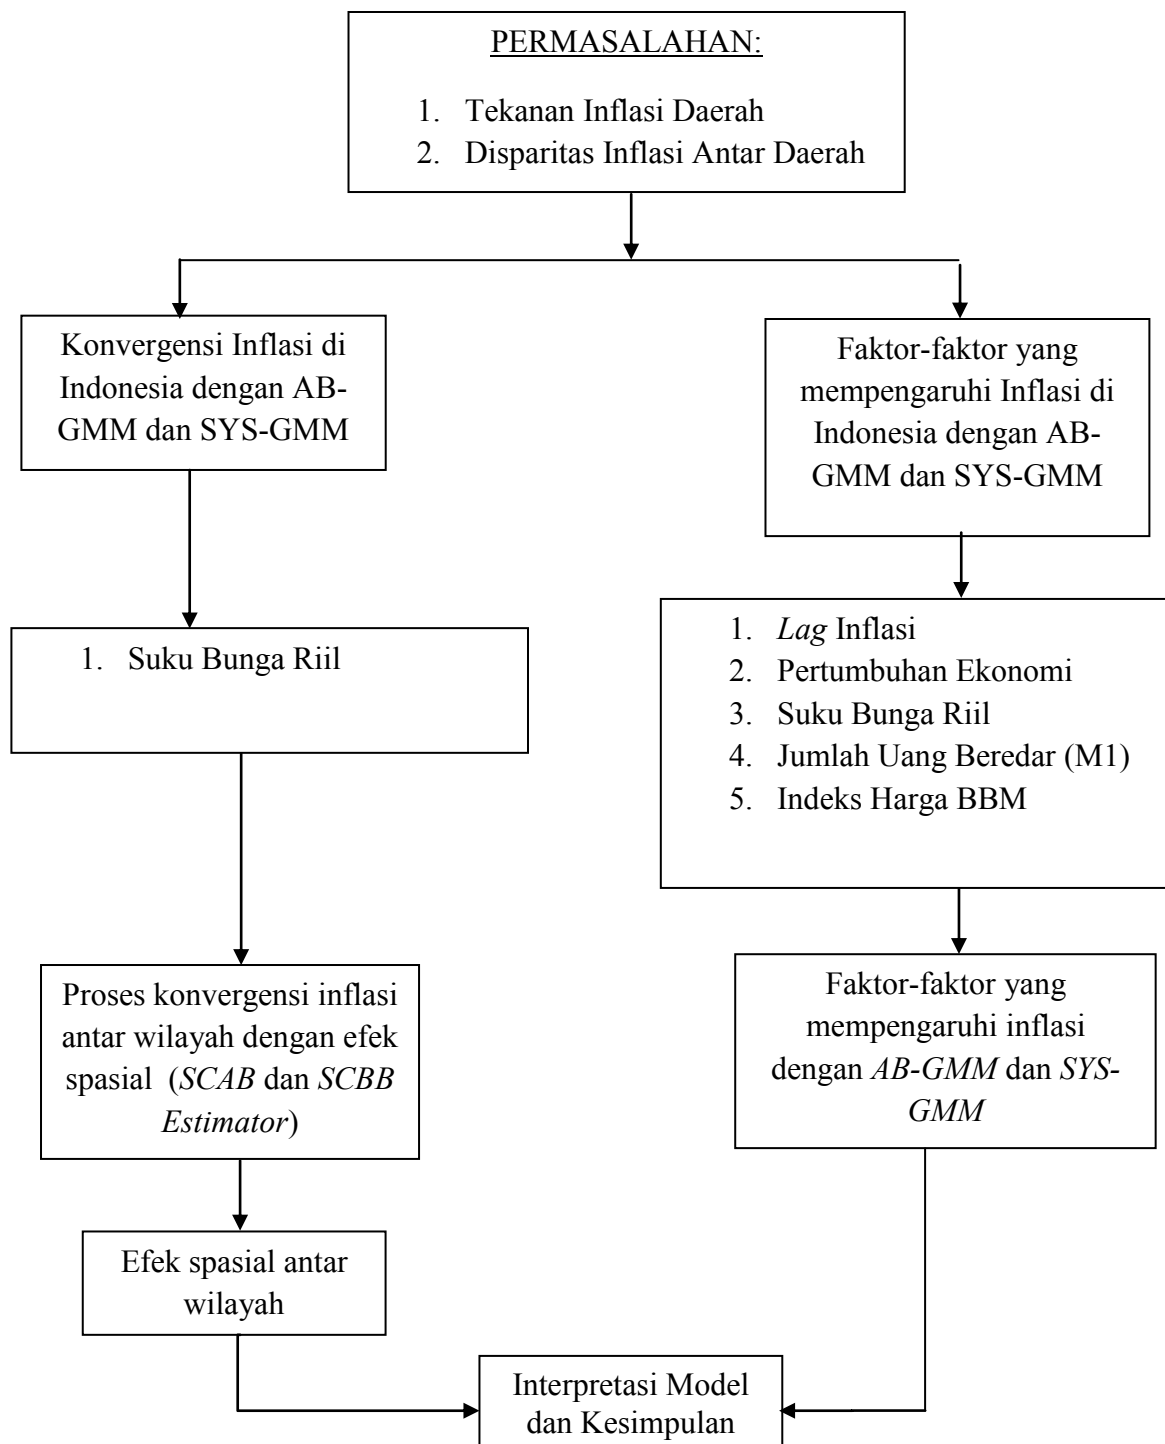 PERMASALAHAN:
1. Tekanan Inflasi Daerah
2. Disparitas Inflasi Antar Daerah
Konvergensi Inflasi di
Indonesia dengan AB-
GMM dan SYS-GMM
Faktor-faktor yang
mempengaruhi Inflasi di
Indonesia dengan AB-
GMM dan SYS-GMM
1. Suku Bunga Riil
1. Lag Inflasi
2. Pertumbuhan Ekonomi
3. Suku Bunga Riil
4. Jumlah Uang Beredar (M1)
5. Indeks Harga BBM
Proses konvergensi inflasi
antar wilayah dengan efek
spasial (SCAB dan SCBB
Estimator)
Faktor-faktor yang
mempengaruhi inflasi
dengan AB-GMM dan SYS-
GMM
Efek spasial antar
wilayah
Interpretasi Model
dan Kesimpulan